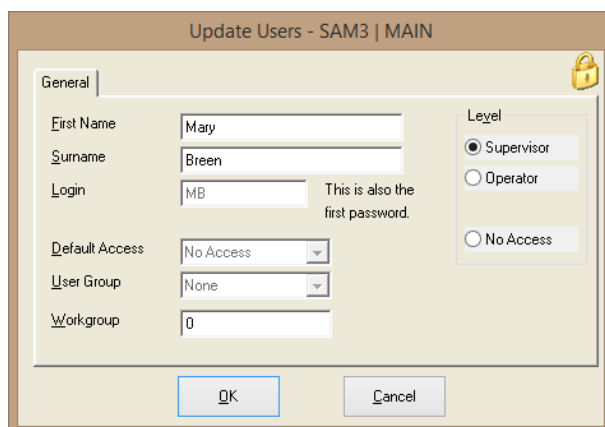 Update Users - SAM3 | MAIN
General
First Name
Mary
Surname
Breen
Login
MB
This is also the
first password.
Default Access
No Access
User Group
None
Workgroup
0
Level
Supervisor
Operator
No Access
OK
Cancel